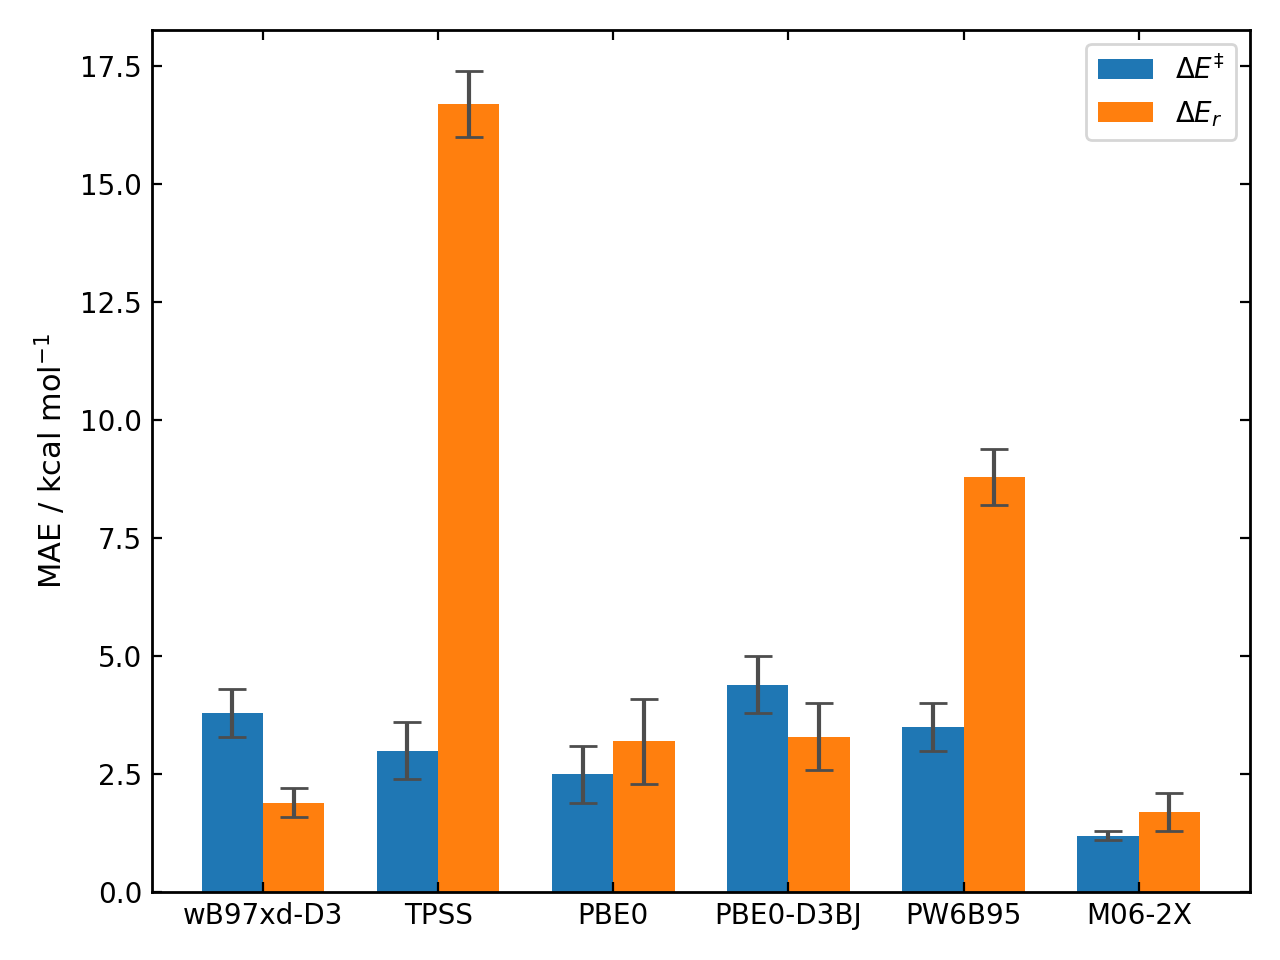 17.5
15.0
12.5
10.0
7.5
5.0
2.5
0.0
MAE / kcal mol⁻¹
ΔE‡
ΔEᵣ
wB97xd-D3 TPSS PBE0 PBE0-D3BJ PW6B95 M06-2X